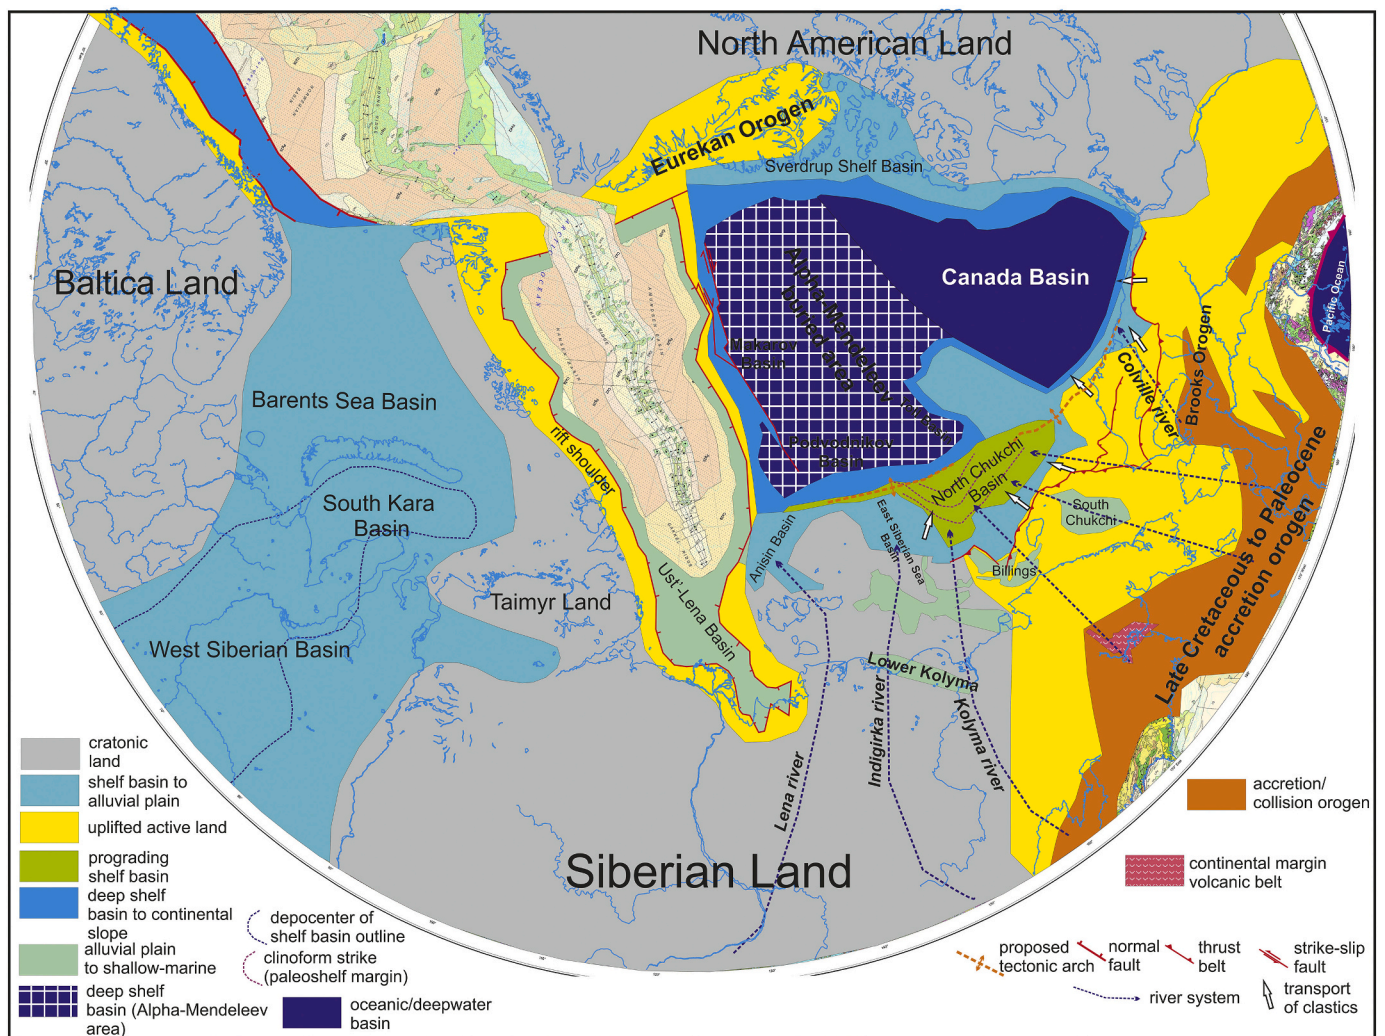 North American Land
Eurekan Orogen
Sverdrup Shelf Basin
Baltica Land
Canada Basin
Pacific Ocean
Alpha-Mendeleev
buried area
Makarov
Basin
Colville river
Brooks Orogen
Barents Sea Basin
rift shoulder
Podvodnikov
Basin
North Chukchi
Basin
South Kara
Basin
South
Chukchi
East Siberian Sea
Basin
Anisin Basin
Billings
Late Cretaceous to Paleocene
accretion orogen
Taimyr Land
Ust'-Lena Basin
West Siberian Basin
Lower Kolyma
Lena river
Indigirka river
Kolyma river
Siberian Land
cratonic
land
shelf basin to
alluvial plain
uplifted active land
prograding
shelf basin
deep shelf
basin to continental
slope
alluvial plain
to shallow-marine
deep shelf
basin (Alpha-Mendeleev
area)
depocenter of
shelf basin outline
clinoform strike
(paleoshelf margin)
oceanic/deepwater
basin
accretion/
collision orogen
continental margin
volcanic belt
proposed
tectonic arch
normal
fault
thrust
belt
strike-slip
fault
river system
transport
of clastics